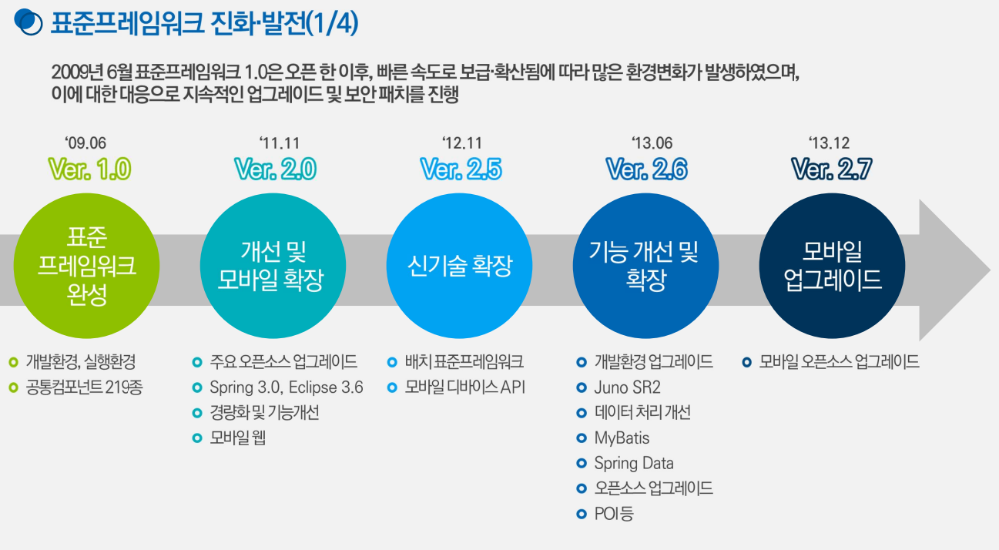 표준프레임워크 진화·발전(1/4)
2009년 6월 표준프레임워크 1.0은 오픈 한 이후, 빠른 속도로 보급·확산됨에 따라 많은 환경변화가 발생하였으며,
이에 대한 대응으로 지속적인 업그레이드 및 보안 패치를 진행
‘09.06
Ver. 1.0
표준
프레임워크
완성
개발환경, 실행환경
공통컴포넌트 219종
‘11.11
Ver. 2.0
개선 및
모바일 확장
주요 오픈소스 업그레이드
Spring 3.0, Eclipse 3.6
경량화 및 기능개선
모바일 웹
‘12.11
Ver. 2.5
신기술 확장
배치 표준프레임워크
모바일 디바이스 API
‘13.06
Ver. 2.6
기능 개선 및
확장
개발환경 업그레이드
Juno SR2
데이터 처리 개선
MyBatis
Spring Data
오픈소스 업그레이드
POI 등
‘13.12
Ver. 2.7
모바일
업그레이드
모바일 오픈소스 업그레이드